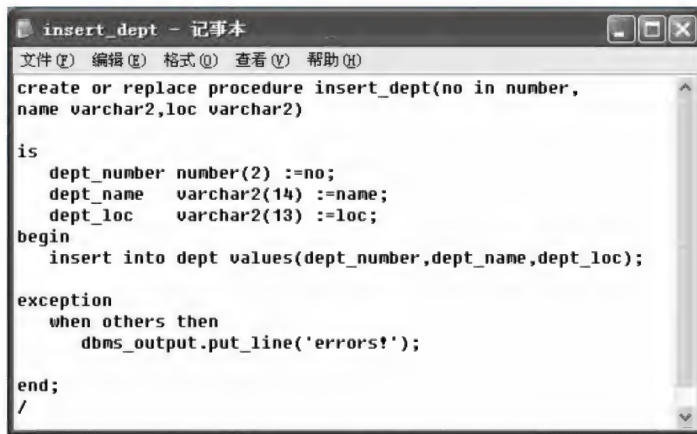 insert_dept - 记事本
文件(F) 编辑(E) 格式(O) 查看(V) 帮助(H)
create or replace procedure insert_dept(no in number,
name varchar2,loc varchar2)
is
dept_number number(2) :=no;
dept_name varchar2(14) :=name;
dept_loc varchar2(13) :=loc;
begin
insert into dept values(dept_number,dept_name,dept_loc);
exception
when others then
dbms_output.put_line('errors!');
end;
/